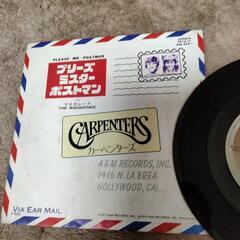 PLEASE MR. POSTMAN
プリーズ
ミスター
ポストマン
マスカレード
THIS MASQUERADE
CARPENTERS
カーペンターズ
A&M RECORDS, INC.
1416 N. LA BREA
HOLLYWOOD, CAL.
VIA EAR MAIL